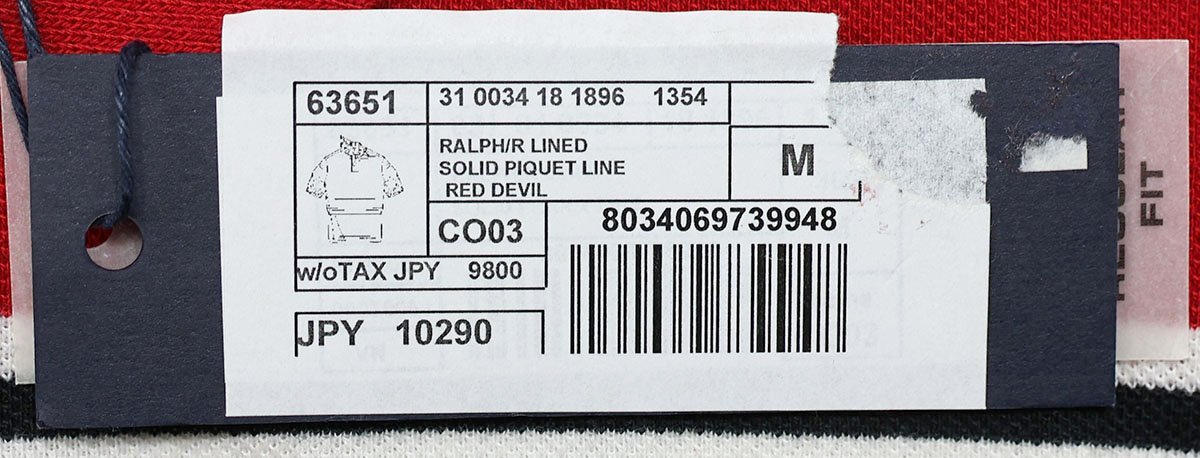 63651
31 0034 18 1896 1354
RALPH/R LINED
SOLID PIQUET LINE
RED DEVIL
M
CO03
8034069739948
w/oTAX JPY 9800
JPY 10290
FIT